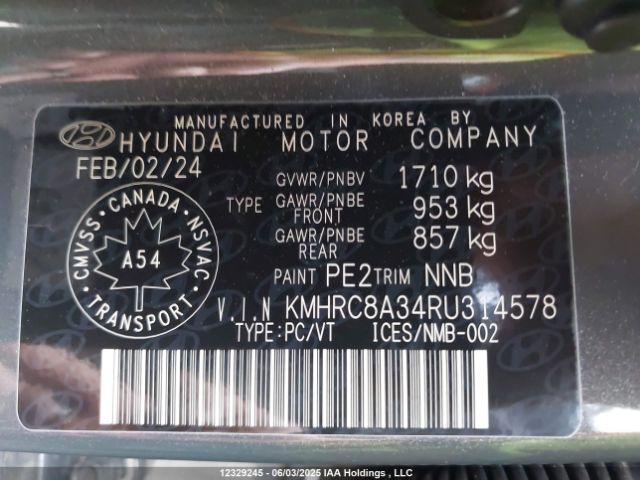 MANUFACTURED IN KOREA BY
HYUNDAI MOTOR COMPANY
FEB/02/24
GVWR/PNBV 1710 kg
TYPE GAWR/PNBE FRONT 953 kg
GAWR/PNBE REAR 857 kg
CMVSS · CANADA · NSVAC
A54
TRANSPORT
PAINT PE2 TRIM NNB
V.I.N KMHRC8A34RU314578
TYPE:PC/VT ICES/NMB-002
12329245 - 06/03/2025 IAA Holdings , LLC